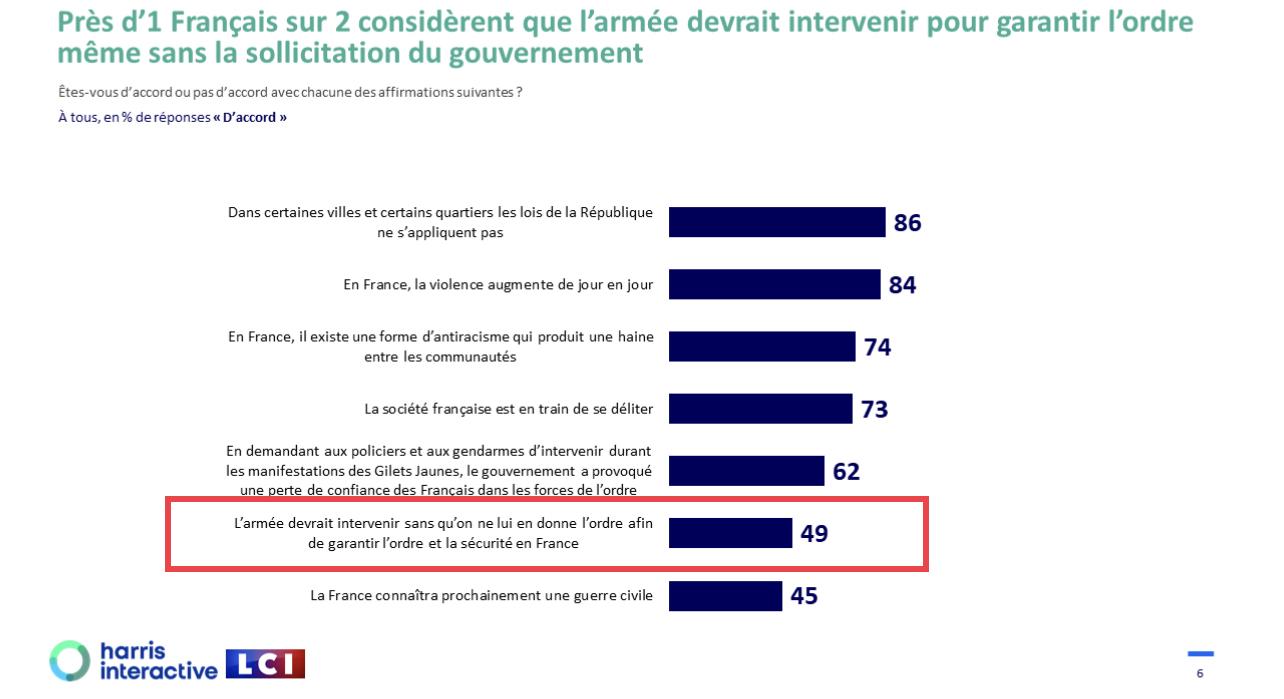 Près d’1 Français sur 2 considèrent que l’armée devrait intervenir pour garantir l’ordre
même sans la sollicitation du gouvernement
Êtes-vous d’accord ou pas d’accord avec chacune des affirmations suivantes ?
À tous, en % de réponses « D’accord »
Dans certaines villes et certains quartiers les lois de la République
ne s’appliquent pas
86
En France, la violence augmente de jour en jour
84
En France, il existe une forme d’antiracisme qui produit une haine
entre les communautés
74
La société française est en train de se déliter
73
En demandant aux policiers et aux gendarmes d’intervenir durant
les manifestations des Gilets Jaunes, le gouvernement a provoqué
une perte de confiance des Français dans les forces de l’ordre
62
L’armée devrait intervenir sans qu’on ne lui en donne l’ordre afin
de garantir l’ordre et la sécurité en France
49
La France connaîtra prochainement une guerre civile
45
harris
interactive
LCI
6